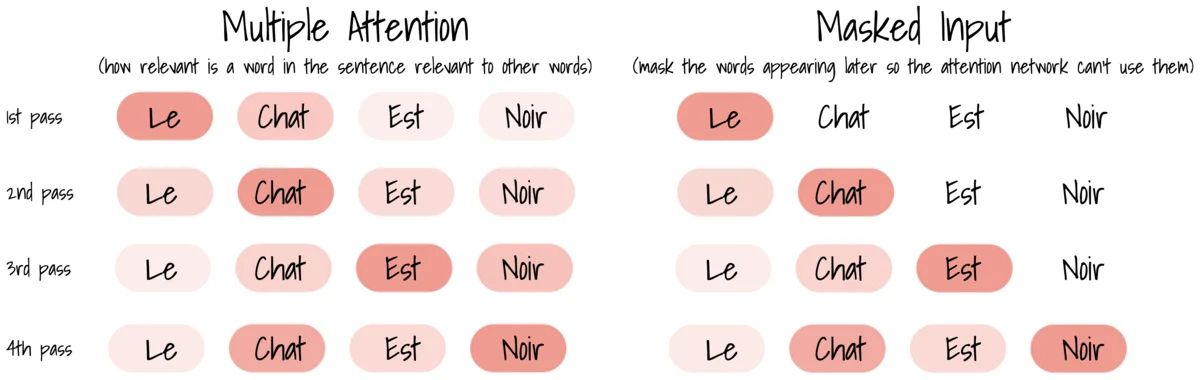 Multiple Attention
(how relevant is a word in the sentence relevant to other words)
1st pass Le Chat Est Noir
2nd pass Le Chat Est Noir
3rd pass Le Chat Est Noir
4th pass Le Chat Est Noir
Masked Input
(mask the words appearing later so the attention network can't use them)
Le Chat Est Noir
Le Chat Est Noir
Le Chat Est Noir
Le Chat Est Noir